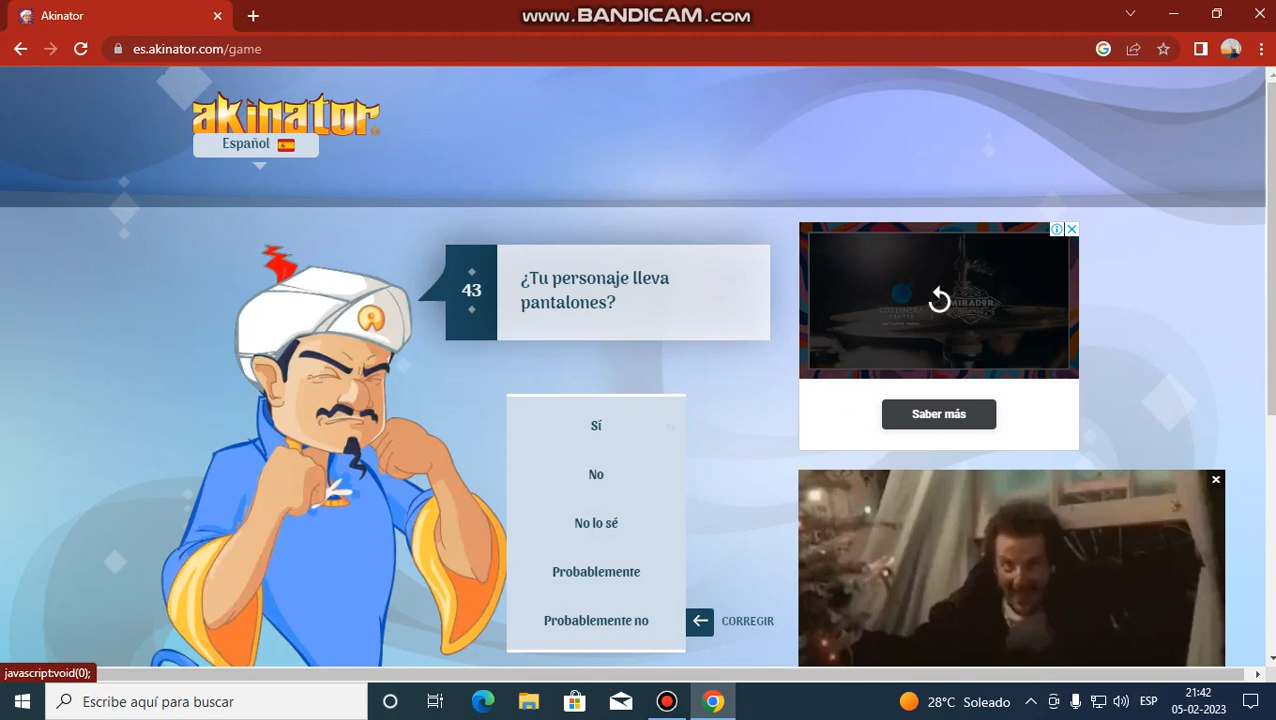 Akinator
www.BANDICAM.com
es.akinator.com/game
akinator
Español
43
¿Tu personaje lleva
pantalones?
Sí
No
No lo sé
Probablemente
Probablemente no
CORREGIR
COSTANERA
MIRADOR
Saber más
javascript:void(0);
Escribe aquí para buscar
28°C Soleado
ESP
21:42
05-02-2023